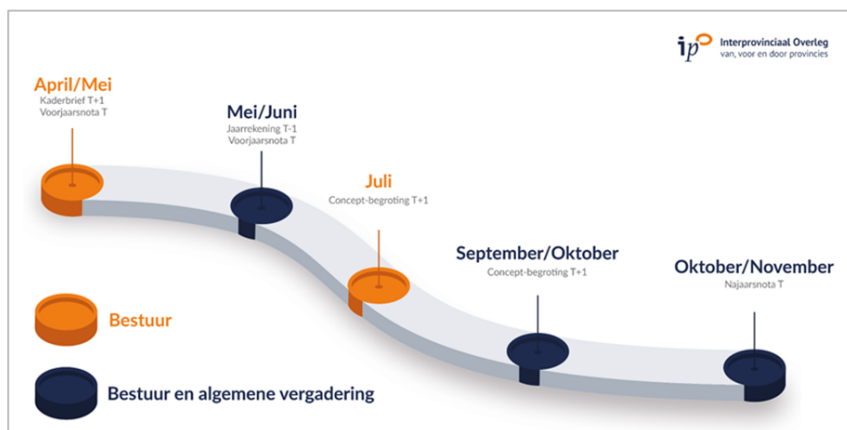 ip Interprovinciaal Overleg
van, voor en door provincies
April/Mei
Kaderbrief T+1
Voorjaarsnota T
Mei/Juni
Jaarrekening T-1
Voorjaarsnota T
Juli
Concept-begroting T+1
September/Oktober
Concept-begroting T+1
Oktober/November
Najaarsnota T
Bestuur
Bestuur en algemene vergadering